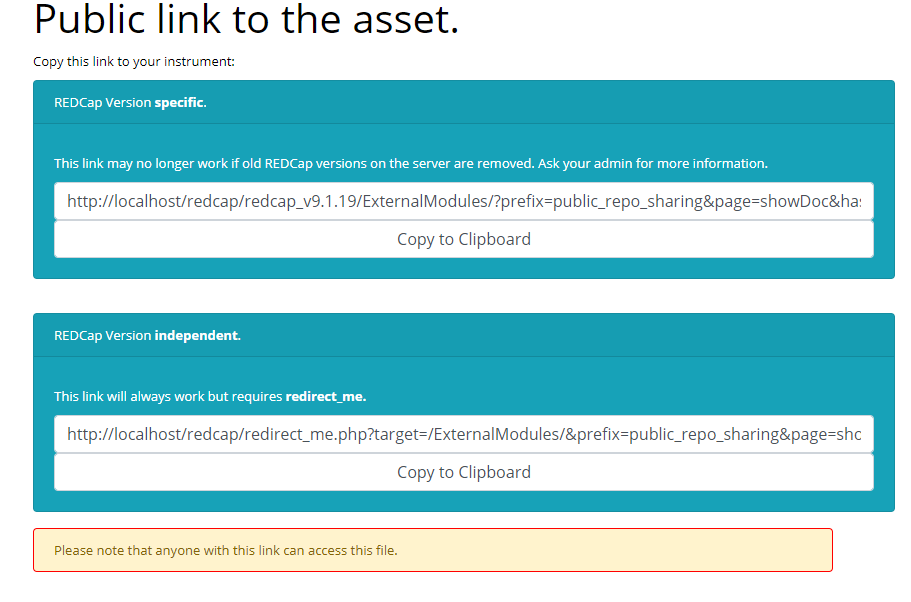 Public link to the asset.
Copy this link to your instrument:
REDCap Version specific.
This link may no longer work if old REDCap versions on the server are removed. Ask your admin for more information.
http://localhost/redcap/redcap_v9.1.19/ExternalModules/?prefix=public_repo_sharing&page=showDoc&has
Copy to Clipboard
REDCap Version independent.
This link will always work but requires redirect_me.
http://localhost/redcap/redirect_me.php?target=/ExternalModules/&prefix=public_repo_sharing&page=sho
Copy to Clipboard
Please note that anyone with this link can access this file.